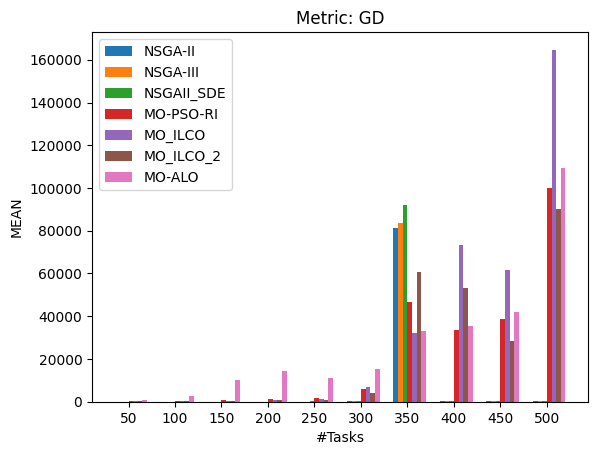 Metric: GD
NSGA-II
NSGA-III
NSGAII_SDE
MO-PSO-RI
MO_ILCO
MO_ILCO_2
MO-ALO
MEAN
160000
140000
120000
100000
80000
60000
40000
20000
0
50 100 150 200 250 300 350 400 450 500
#Tasks